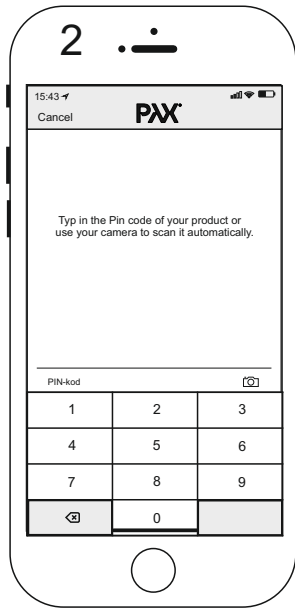 2
15:43
Cancel
PAX
Typ in the Pin code of your product or
use your camera to scan it automatically.
PIN-kod
1 2 3
4 5 6
7 8 9
0